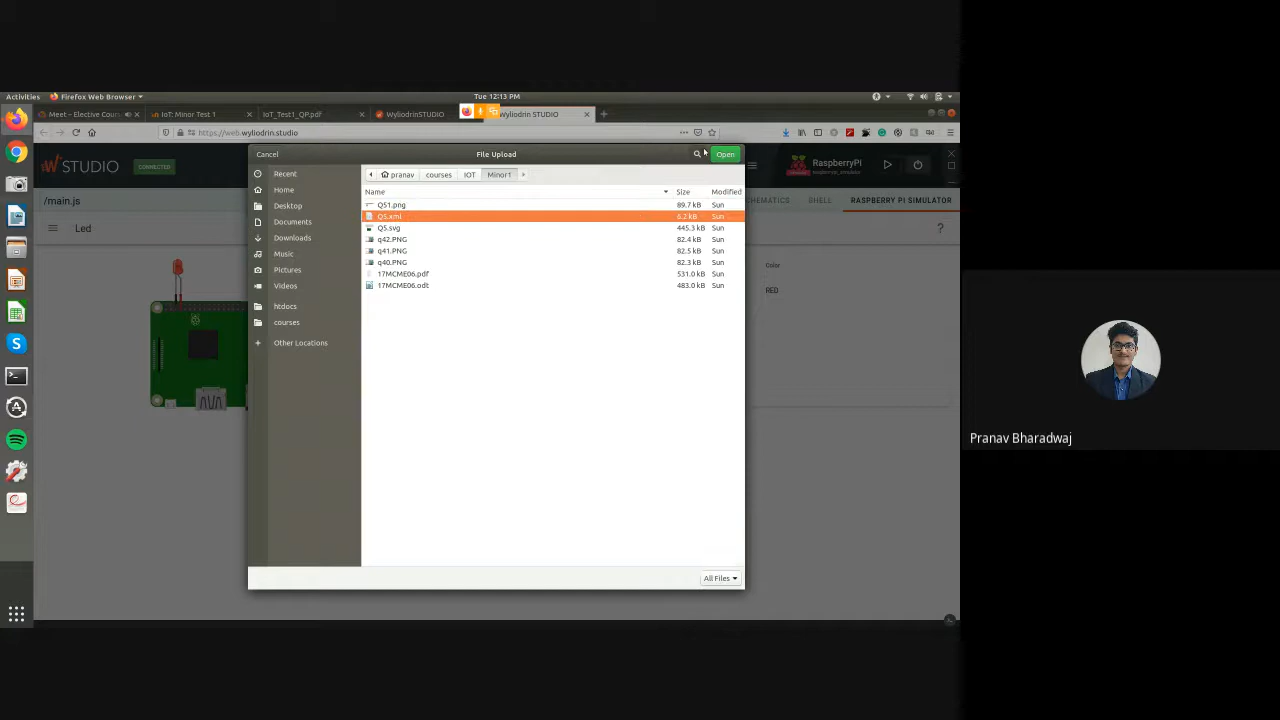 Activities
Firefox Web Browser
Tue 12:13 PM
Meet – Elective Cours
IoT: Minor Test 1
IoT_Test1_QP.pdf
WyliodrinSTUDIO
Wyliodrin STUDIO
https://web.wyliodrin.studio
STUDIO
CONNECTED
RaspberryPi
Cancel
File Upload
Open
Recent
Home
Desktop
Documents
Downloads
Music
Pictures
Videos
htdocs
courses
Other Locations
pranav
courses
IOT
Minor1
Name
Size
Modified
Q51.png 89.7 kB Sun
Q5.xml 6.2 kB Sun
Q5.svg 445.3 kB Sun
q42.PNG 82.4 kB Sun
q41.PNG 82.5 kB Sun
q40.PNG 82.3 kB Sun
17MCME06.pdf 531.0 kB Sun
17MCME06.odt 483.0 kB Sun
All Files
/main.js
SHELL
RASPBERRY PI SIMULATOR
Led
?
Color
RED
Pranav Bharadwaj